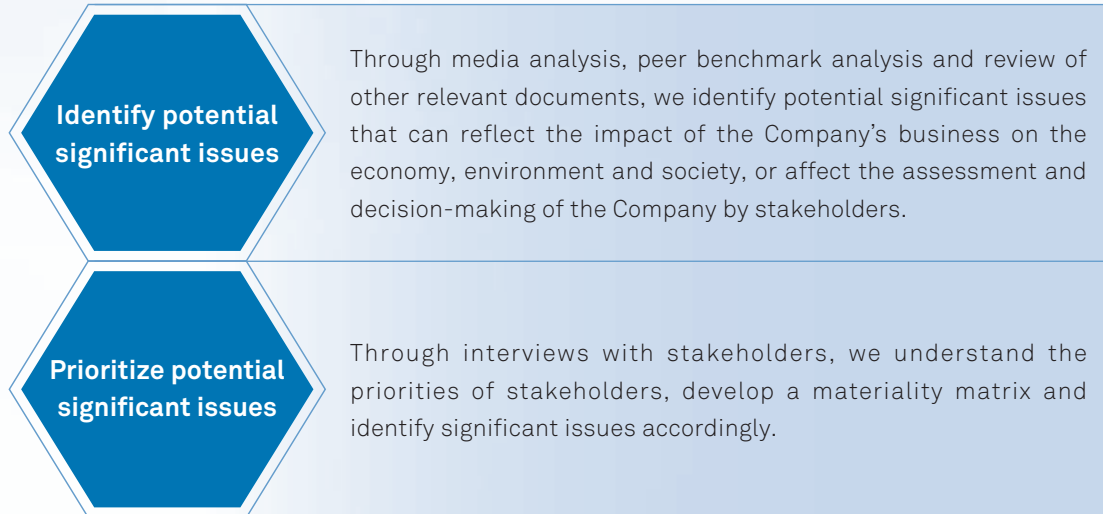 Identify potential
significant issues
Through media analysis, peer benchmark analysis and review of
other relevant documents, we identify potential significant issues
that can reflect the impact of the Company's business on the
economy, environment and society, or affect the assessment and
decision-making of the Company by stakeholders.
Prioritize potential
significant issues
Through interviews with stakeholders, we understand the
priorities of stakeholders, develop a materiality matrix and
identify significant issues accordingly.